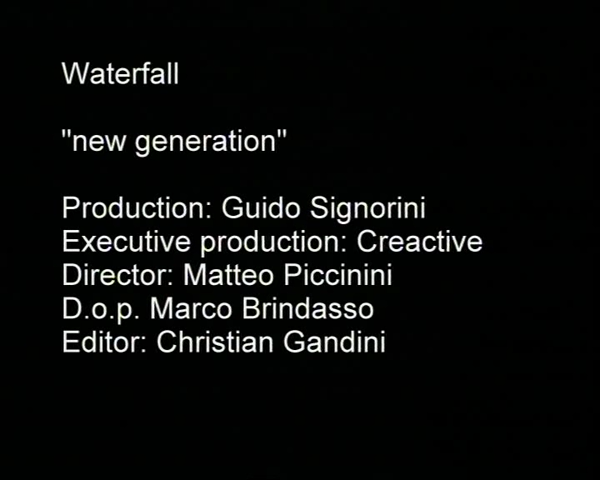 Waterfall
"new generation"
Production: Guido Signorini
Executive production: Creactive
Director: Matteo Piccinini
D.o.p. Marco Brindasso
Editor: Christian Gandini